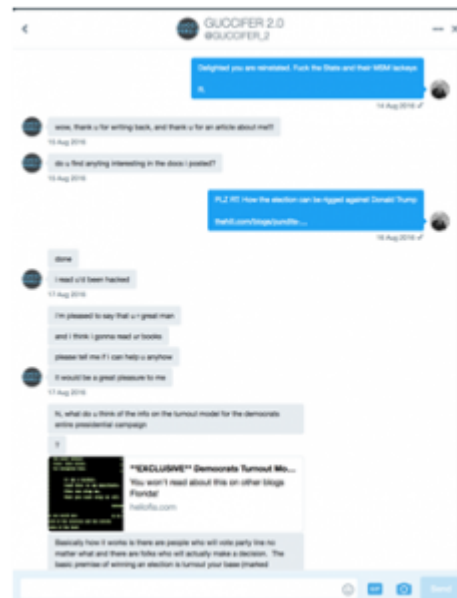 GUCCIFER 2.0
@GUCCIFER_2
Delighted you are reinstated. Fuck the State and their MSM lackeys
R.
14 Aug 2016
wow, thank u for writing back, and thank u for an article about me!!!
15 Aug 2016
do u find anyting interesting in the docs i posted?
15 Aug 2016
PLZ RT: How the election can be rigged against Donald Trump
thehill.com/blogs/pundits-...
16 Aug 2016
done
i read u'd been hacked
17 Aug 2016
i'm pleased to say that u r great man
and i think i gonna read ur books
please tell me if i can help u anyhow
it would be a great pleasure to me
17 Aug 2016
hi, what do u think of the info on the turnout model for the democrats
entire presidential campaign
?
**EXCLUSIVE** Democrats Turnout Mo...
You won't read about this on other blogs
Florida!
hellofla.com
Basically how it works is there are people who will vote party line no
matter what and there are folks who will actually make a decision. The
basic premise of winning an election is turnout your base (marked
GIF
Send